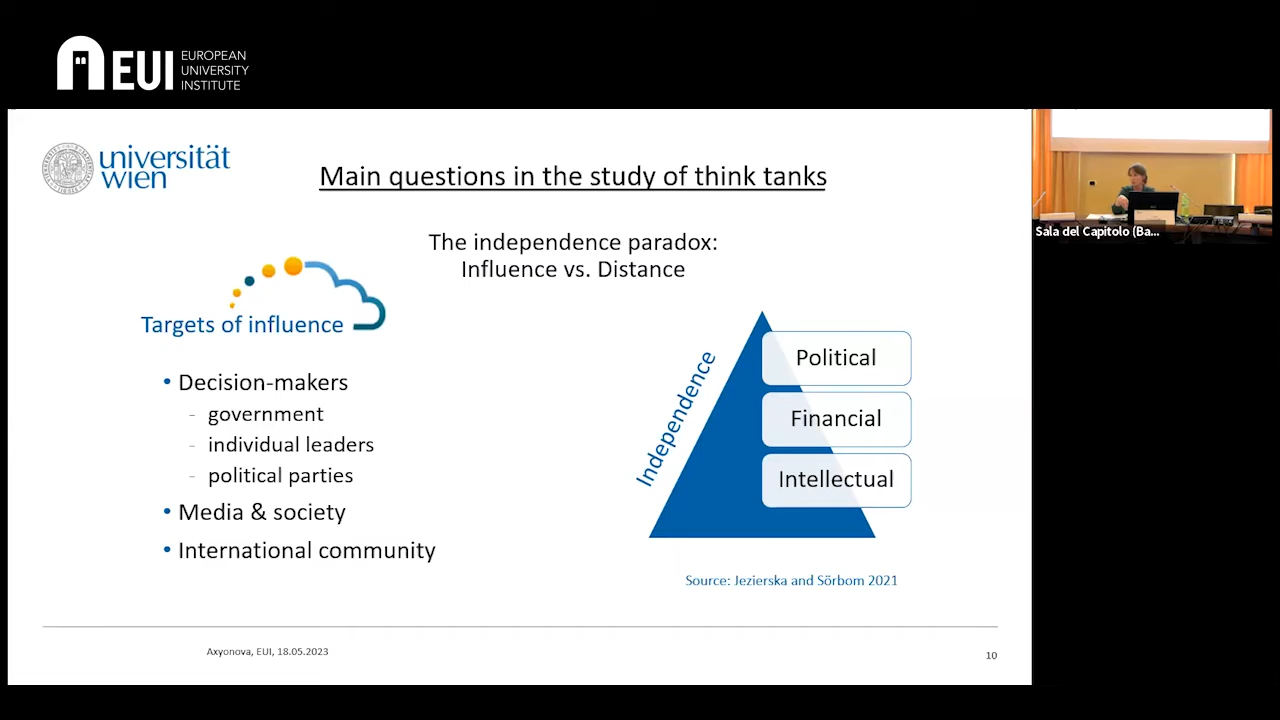 EUI
EUROPEAN
UNIVERSITY
INSTITUTE
universität
wien
Main questions in the study of think tanks
The independence paradox:
Influence vs. Distance
Targets of influence
• Decision-makers
- government
- individual leaders
- political parties
• Media & society
• International community
Independence
Political
Financial
Intellectual
Source: Jezierska and Sörbom 2021
Axyonova, EUI, 18.05.2023
10
Sala del Capitolo (Ba...